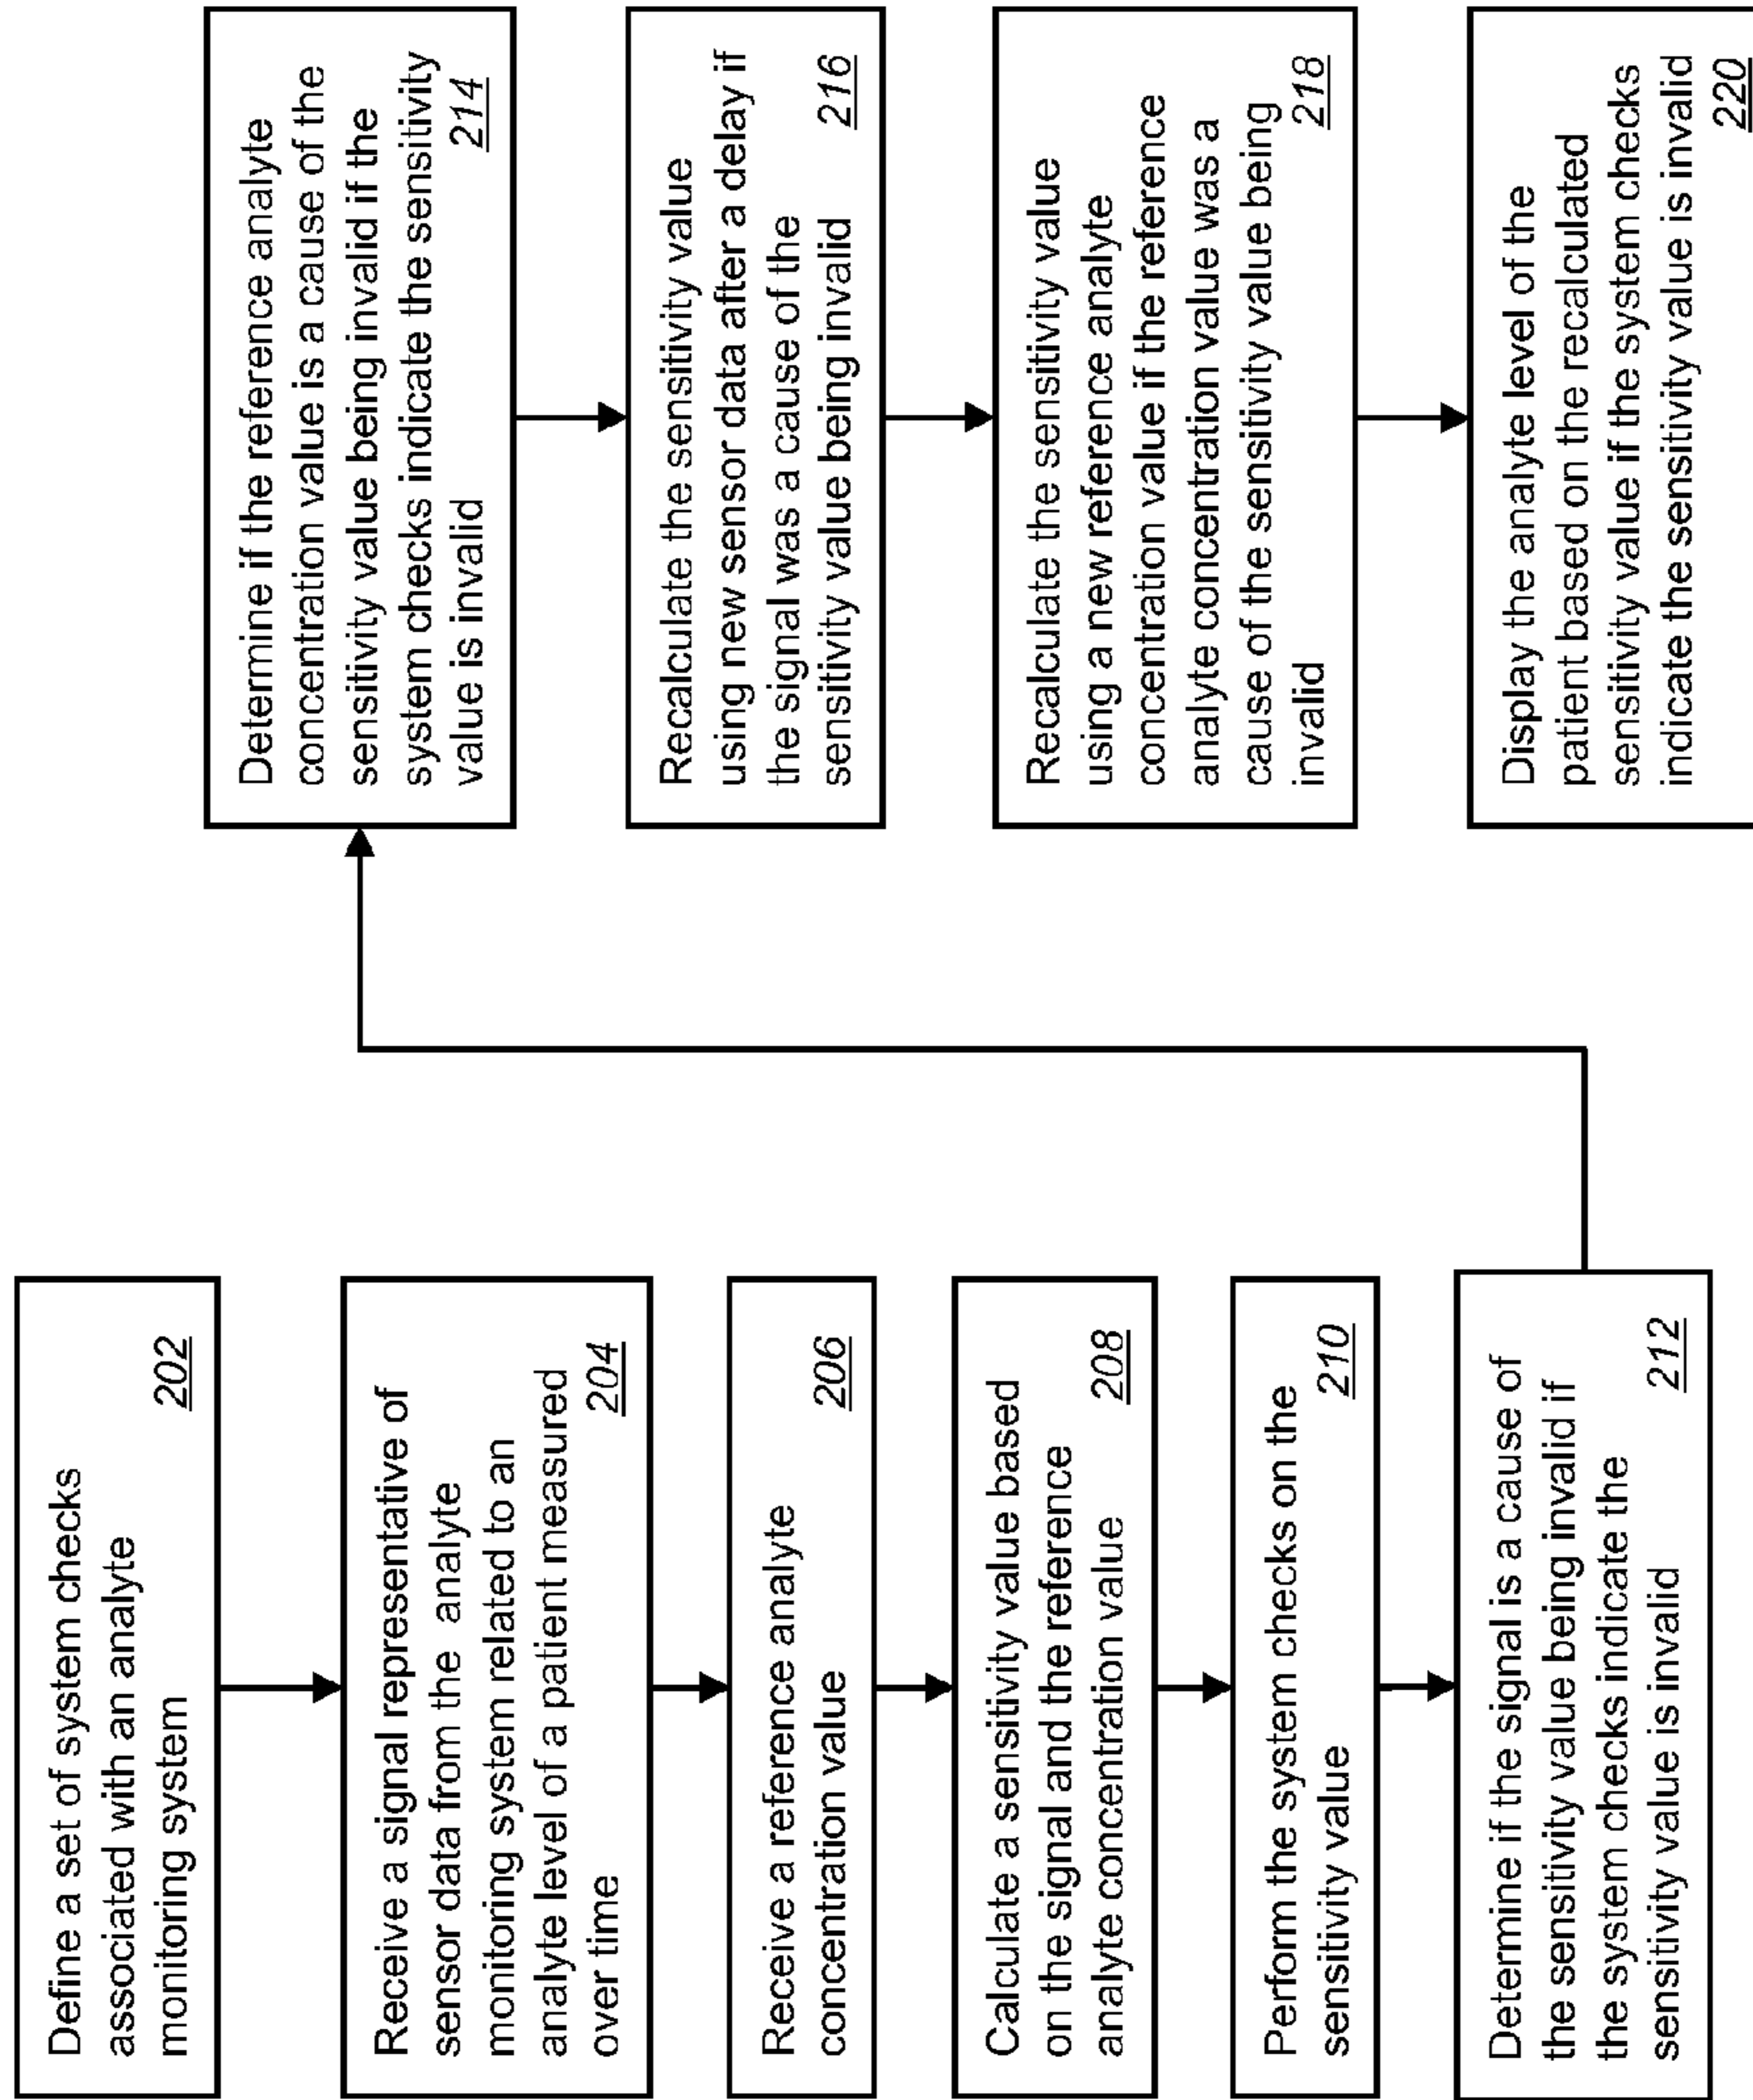 Define a set of system checks
associated with an analyte
monitoring system
202
Receive a signal representative of
sensor data from the analyte
monitoring system related to an
analyte level of a patient measured
over time
204
Receive a reference analyte
concentration value
206
Calculate a sensitivity value based
on the signal and the reference
analyte concentration value
208
Perform the system checks on the
sensitivity value
210
Determine if the signal is a cause of
the sensitivity value being invalid if
the system checks indicate the
sensitivity value is invalid
212
Determine if the reference analyte
concentration value is a cause of the
sensitivity value being invalid if the
system checks indicate the sensitivity
value is invalid
214
Recalculate the sensitivity value
using new sensor data after a delay if
the signal was a cause of the
sensitivity value being invalid
216
Recalculate the sensitivity value
using a new reference analyte
concentration value if the reference
analyte concentration value was a
cause of the sensitivity value being
invalid
218
Display the analyte level of the
patient based on the recalculated
sensitivity value if the system checks
indicate the sensitivity value is invalid
220